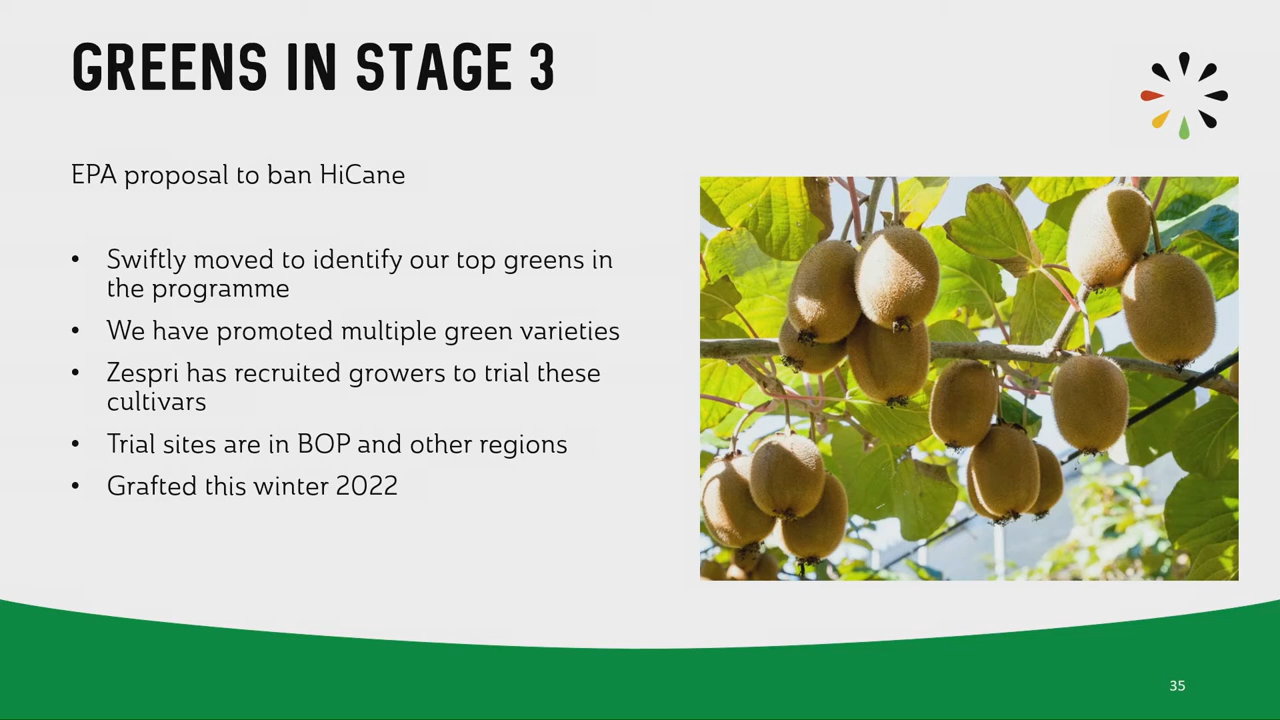 GREENS IN STAGE 3
EPA proposal to ban HiCane
• Swiftly moved to identify our top greens in
the programme
• We have promoted multiple green varieties
• Zespri has recruited growers to trial these
cultivars
• Trial sites are in BOP and other regions
• Grafted this winter 2022
35